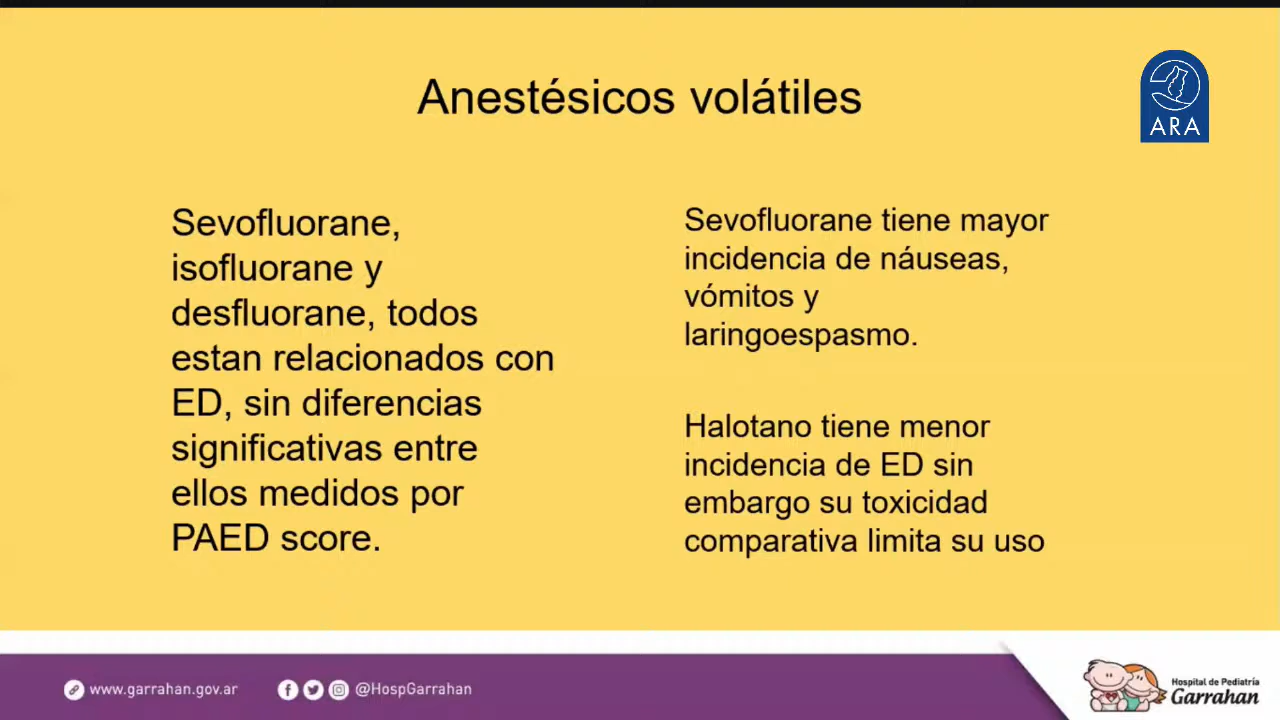 Anestésicos volátiles
ARA
Sevofluorane,
isofluorane y
desfluorane, todos
estan relacionados con
ED, sin diferencias
significativas entre
ellos medidos por
PAED score.
Sevofluorane tiene mayor
incidencia de náuseas,
vómitos y
laringoespasmo.
Halotano tiene menor
incidencia de ED sin
embargo su toxicidad
comparativa limita su uso
www.garrahan.gov.ar
@HospGarrahan
Hospital de Pediatría
Garrahan